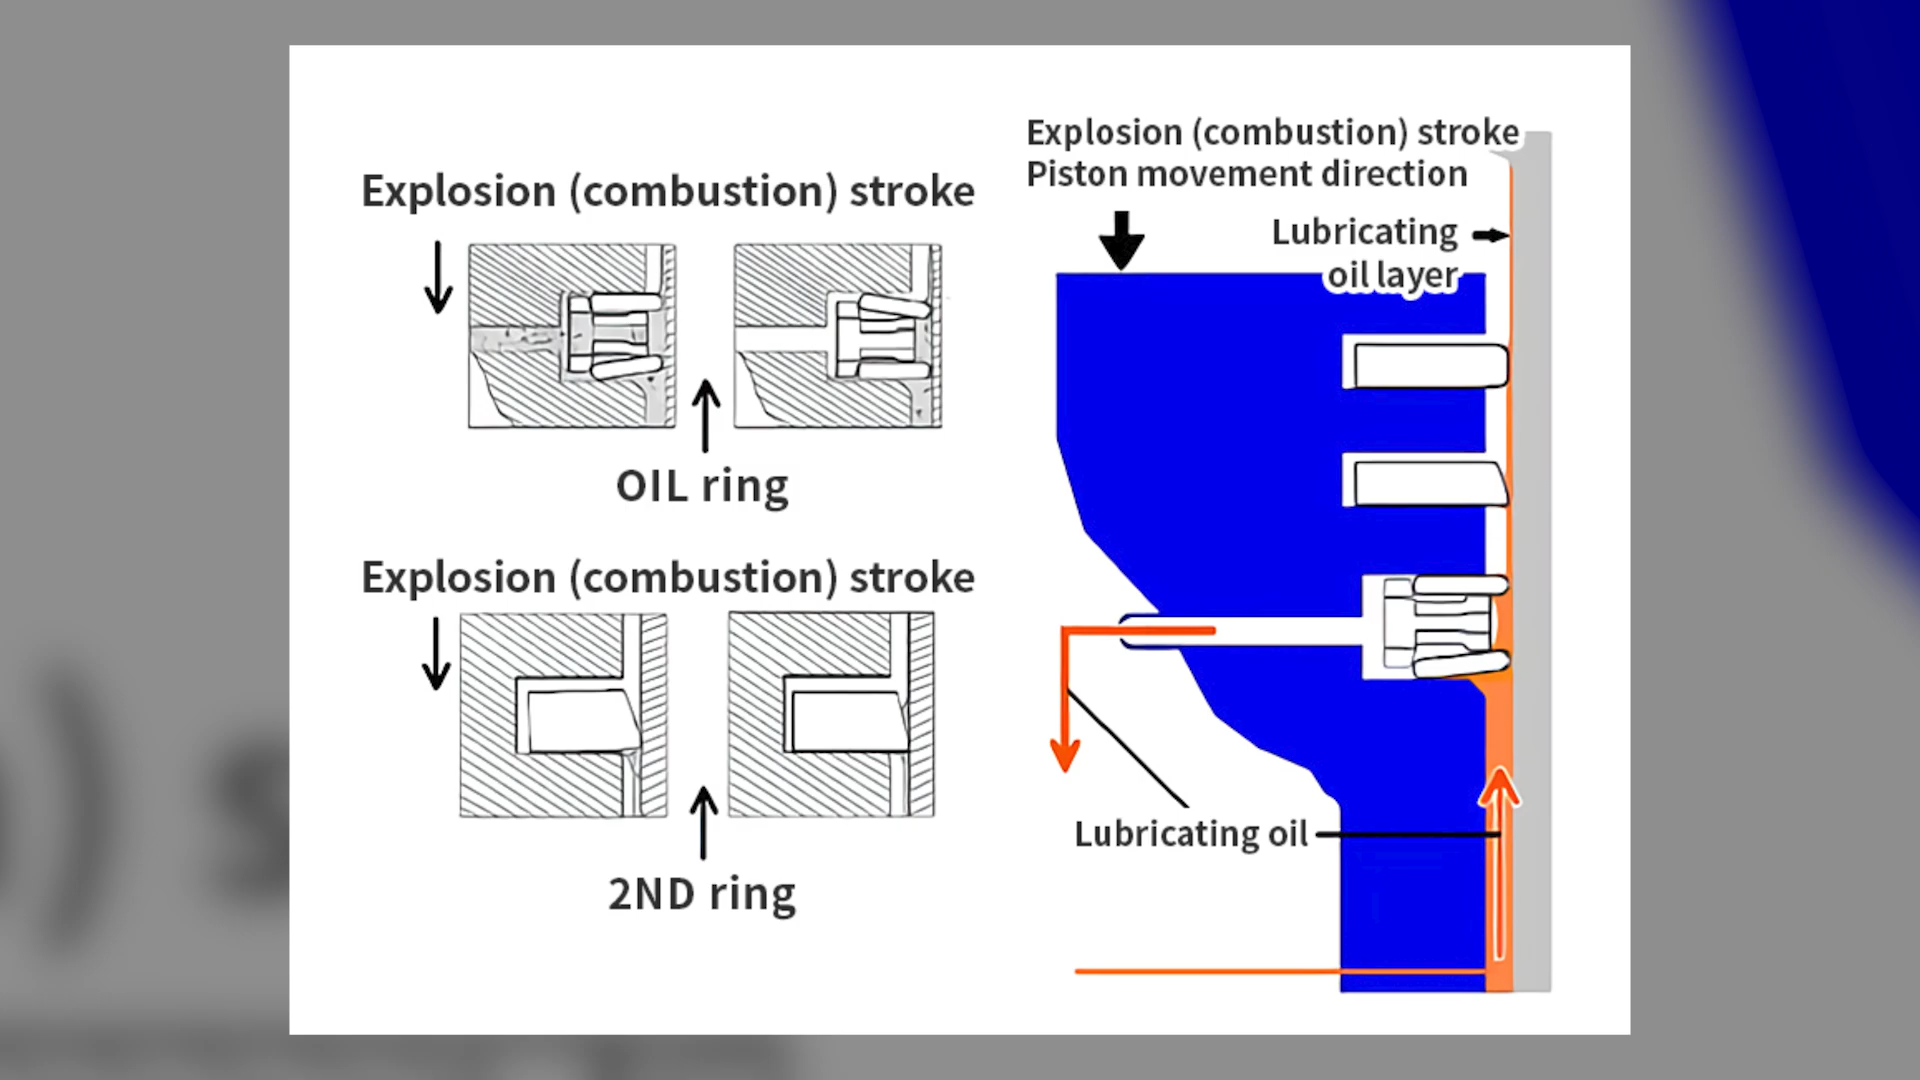 Explosion (combustion) stroke
OIL ring
Explosion (combustion) stroke
2ND ring
Explosion (combustion) stroke
Piston movement direction
Lubricating
oil layer
Lubricating oil